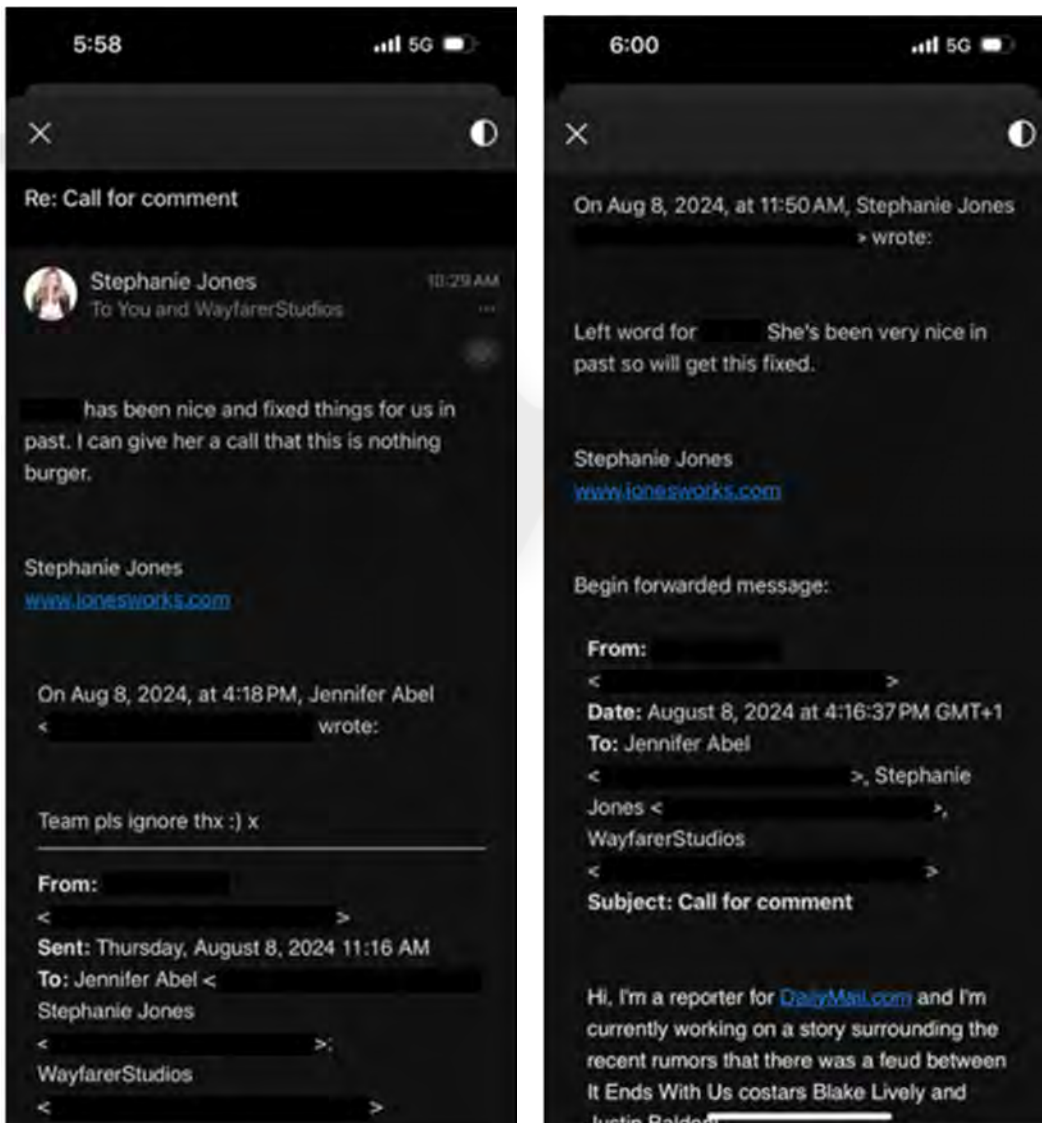 5:58
5G
Re: Call for comment
Stephanie Jones
10:29 AM
To You and WayfarerStudios
has been nice and fixed things for us in
past. I can give her a call that this is nothing
burger.
Stephanie Jones
www.jonesworks.com
On Aug 8, 2024, at 4:18 PM, Jennifer Abel
< wrote:
Team pls ignore thx :) x
From:
< >
Sent: Thursday, August 8, 2024 11:16 AM
To: Jennifer Abel <
Stephanie Jones
< >;
WayfarerStudios
< >
6:00
5G
On Aug 8, 2024, at 11:50 AM, Stephanie Jones
> wrote:
Left word for She's been very nice in
past so will get this fixed.
Stephanie Jones
www.jonesworks.com
Begin forwarded message:
From:
< >
Date: August 8, 2024 at 4:16:37 PM GMT+1
To: Jennifer Abel
< >, Stephanie
Jones < >,
WayfarerStudios
< >
Subject: Call for comment
Hi, I'm a reporter for DailyMail.com and I'm
currently working on a story surrounding the
recent rumors that there was a feud between
It Ends With Us costars Blake Lively and
Justin Baldoni